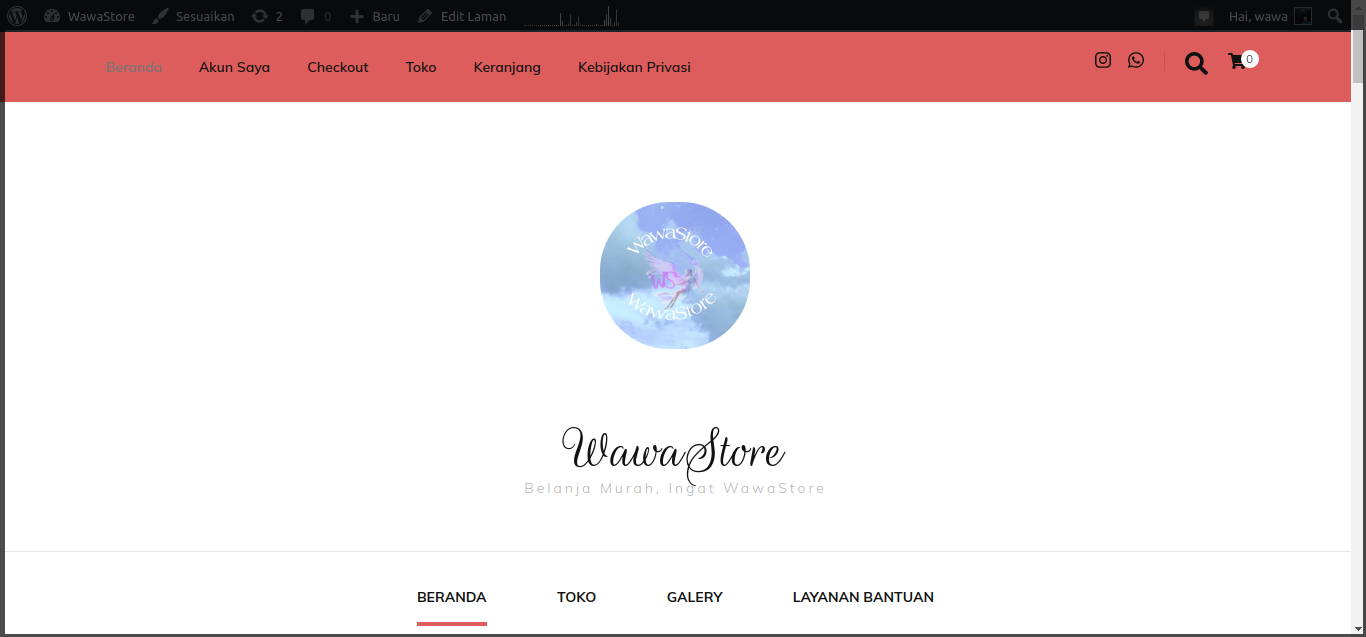 WawaStore Sesuaikan 2 0 Baru Edit Laman Hai, wawa
Beranda Akun Saya Checkout Toko Keranjang Kebijakan Privasi 0
WawaStore
WS
WawaStore
WawaStore
Belanja Murah, Ingat WawaStore
BERANDA TOKO GALERY LAYANAN BANTUAN